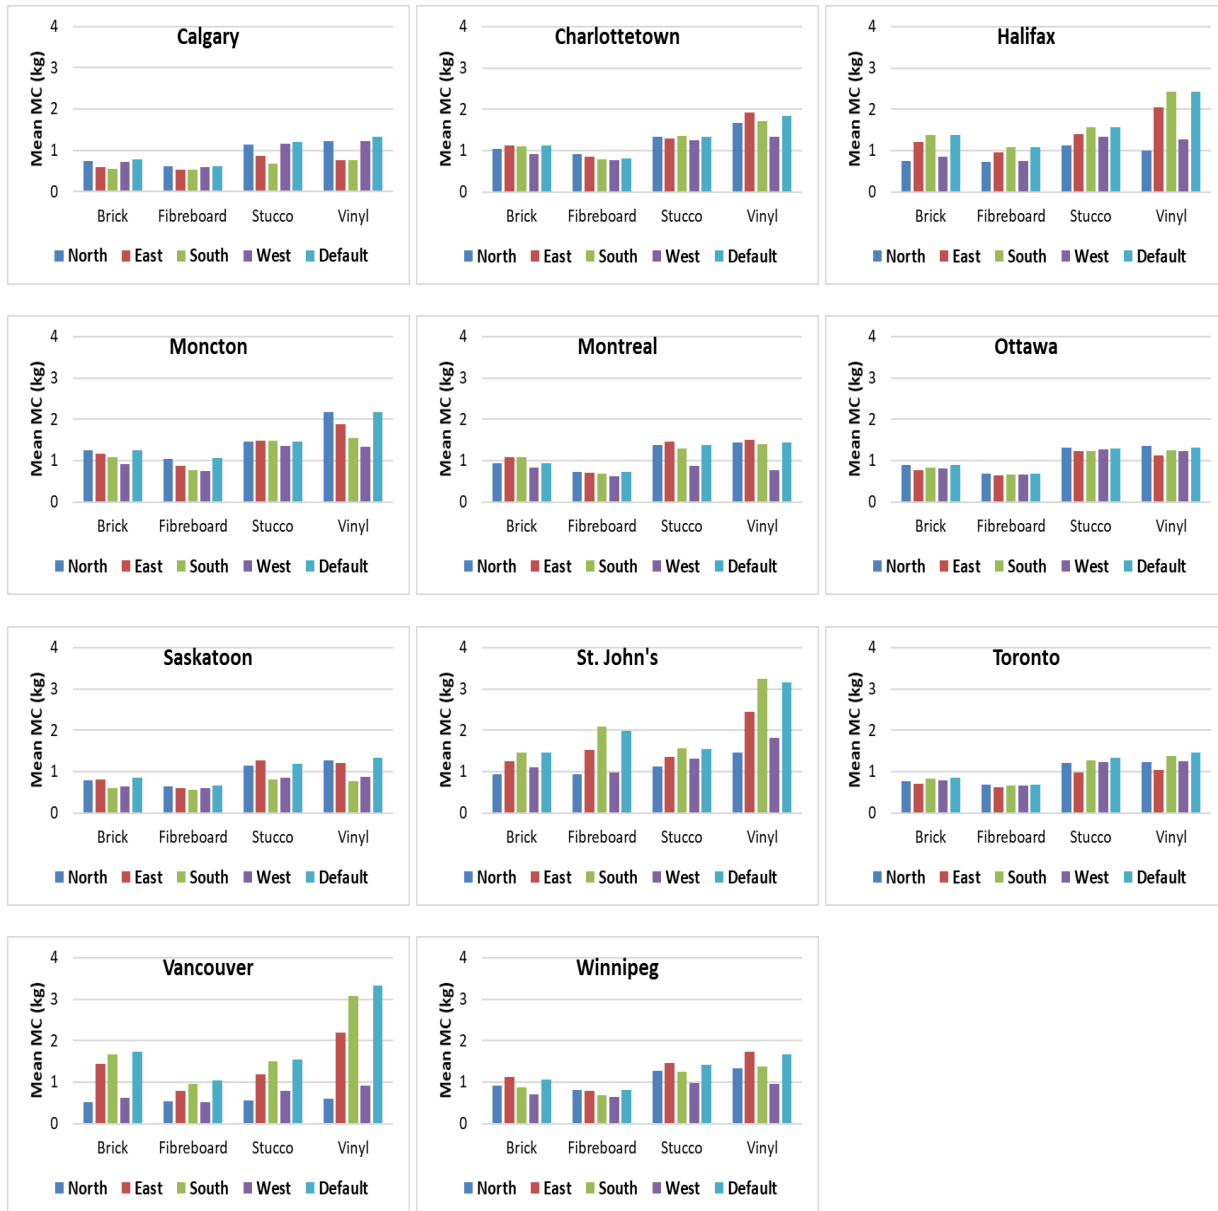 Calgary
Mean MC (kg)
4
3
2
1
0
Brick Fibreboard Stucco Vinyl
North East South West Default
Charlottetown
Mean MC (kg)
4
3
2
1
0
Brick Fibreboard Stucco Vinyl
North East South West Default
Halifax
Mean MC (kg)
4
3
2
1
0
Brick Fibreboard Stucco Vinyl
North East South West Default
Moncton
Mean MC (kg)
4
3
2
1
0
Brick Fibreboard Stucco Vinyl
North East South West Default
Montreal
Mean MC (kg)
4
3
2
1
0
Brick Fibreboard Stucco Vinyl
North East South West Default
Ottawa
Mean MC (kg)
4
3
2
1
0
Brick Fibreboard Stucco Vinyl
North East South West Default
Saskatoon
Mean MC (kg)
4
3
2
1
0
Brick Fibreboard Stucco Vinyl
North East South West Default
St. John's
Mean MC (kg)
4
3
2
1
0
Brick Fibreboard Stucco Vinyl
North East South West Default
Toronto
Mean MC (kg)
4
3
2
1
0
Brick Fibreboard Stucco Vinyl
North East South West Default
Vancouver
Mean MC (kg)
4
3
2
1
0
Brick Fibreboard Stucco Vinyl
North East South West Default
Winnipeg
Mean MC (kg)
4
3
2
1
0
Brick Fibreboard Stucco Vinyl
North East South West Default